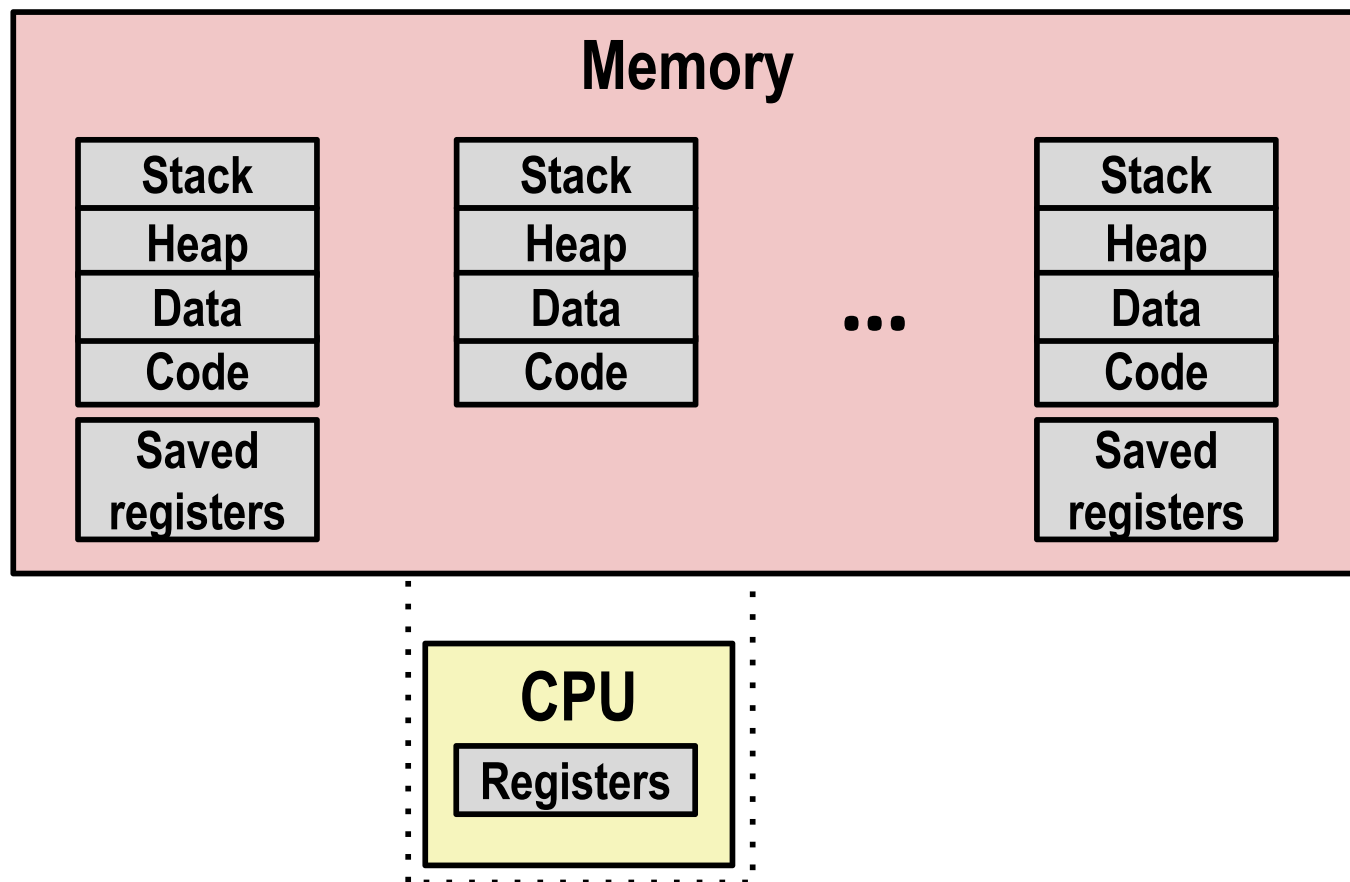 Memory
Stack
Heap
Data
Code
Saved
registers
Stack
Heap
Data
Code
...
Stack
Heap
Data
Code
Saved
registers
CPU
Registers